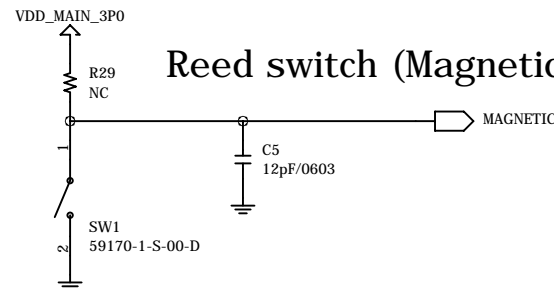 VDD_MAIN_3P0
Reed switch (Magnetic
R29
NC
MAGNETIC
1
C5
12pF/0603
SW1
59170-1-S-00-D
2